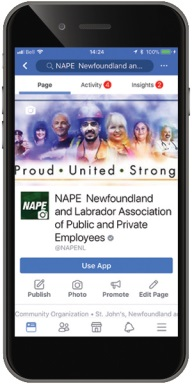 Bell
14:24
100%
NAPE Newfoundland an...
Page
Activity 4
Insights 2
Proud • United • Strong
NAPE
NAPE Newfoundland
and Labrador Association
of Public and Private
Employees
@NAPENL
Use App
Publish
Photo
Promote
Edit Page
Community Organization • St. John's, Newfoundland a